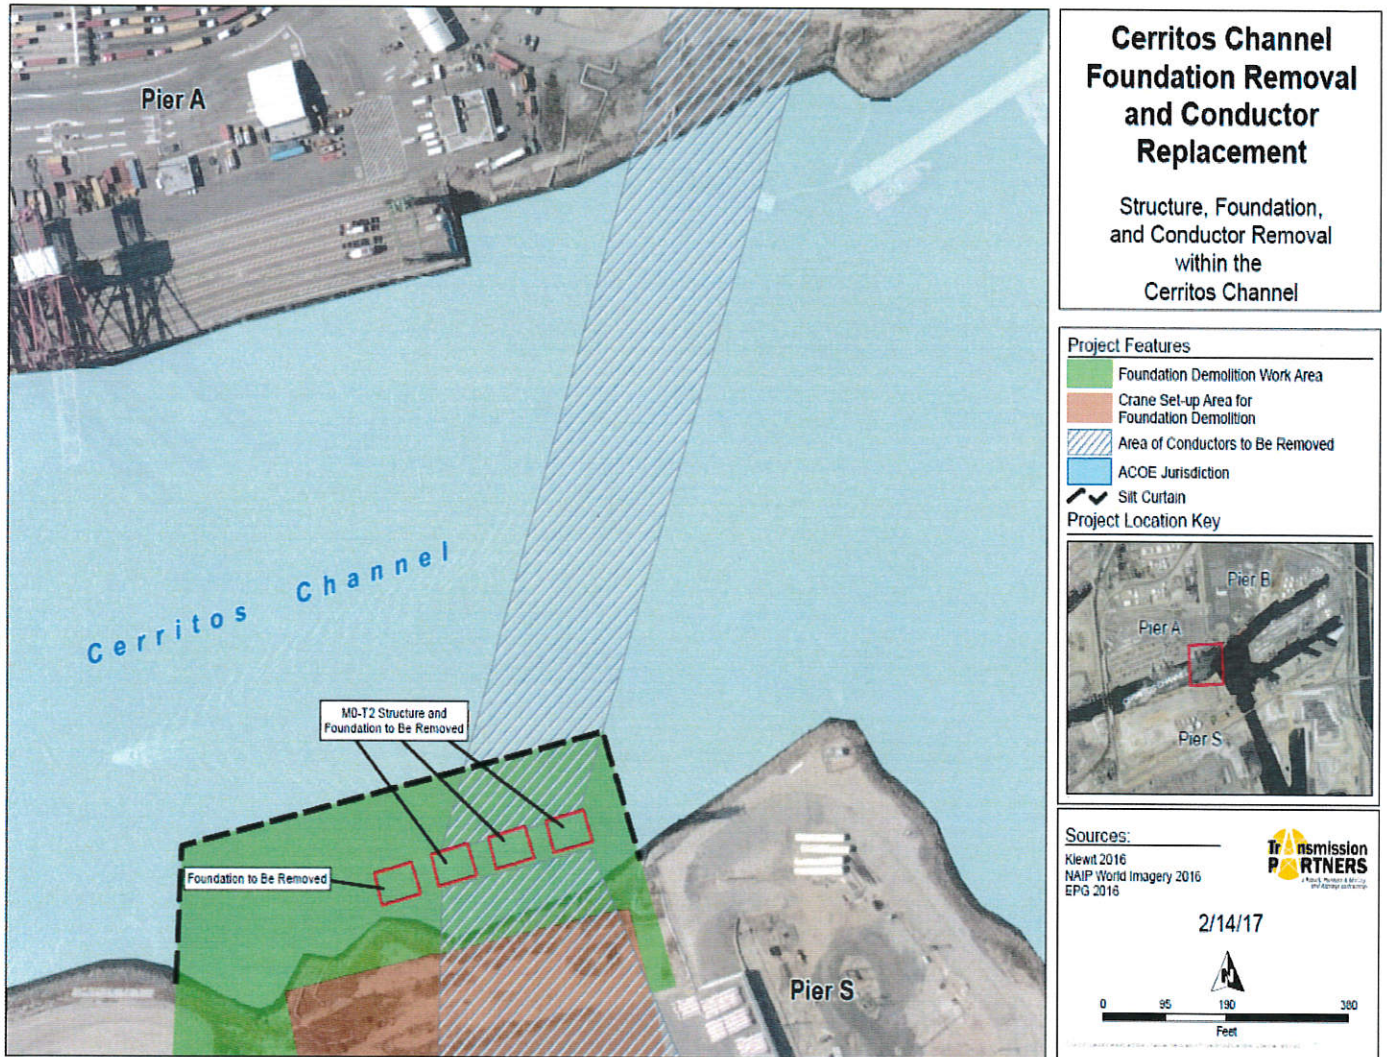 Cerritos Channel
Foundation Removal
and Conductor
Replacement
Structure, Foundation,
and Conductor Removal
within the
Cerritos Channel
Pier A
Cerritos Channel
M0-T2 Structure and
Foundation to Be Removed
Foundation to Be Removed
Pier S
Project Features
Foundation Demolition Work Area
Crane Set-up Area for
Foundation Demolition
Area of Conductors to Be Removed
ACOE Jurisdiction
Silt Curtain
Project Location Key
Pier B
Pier A
Pier S
Sources:
Kiewit 2016
NAIP World Imagery 2016
EPG 2016
Transmission
PARTNERS
2/14/17
N
0 95 190 380
Feet